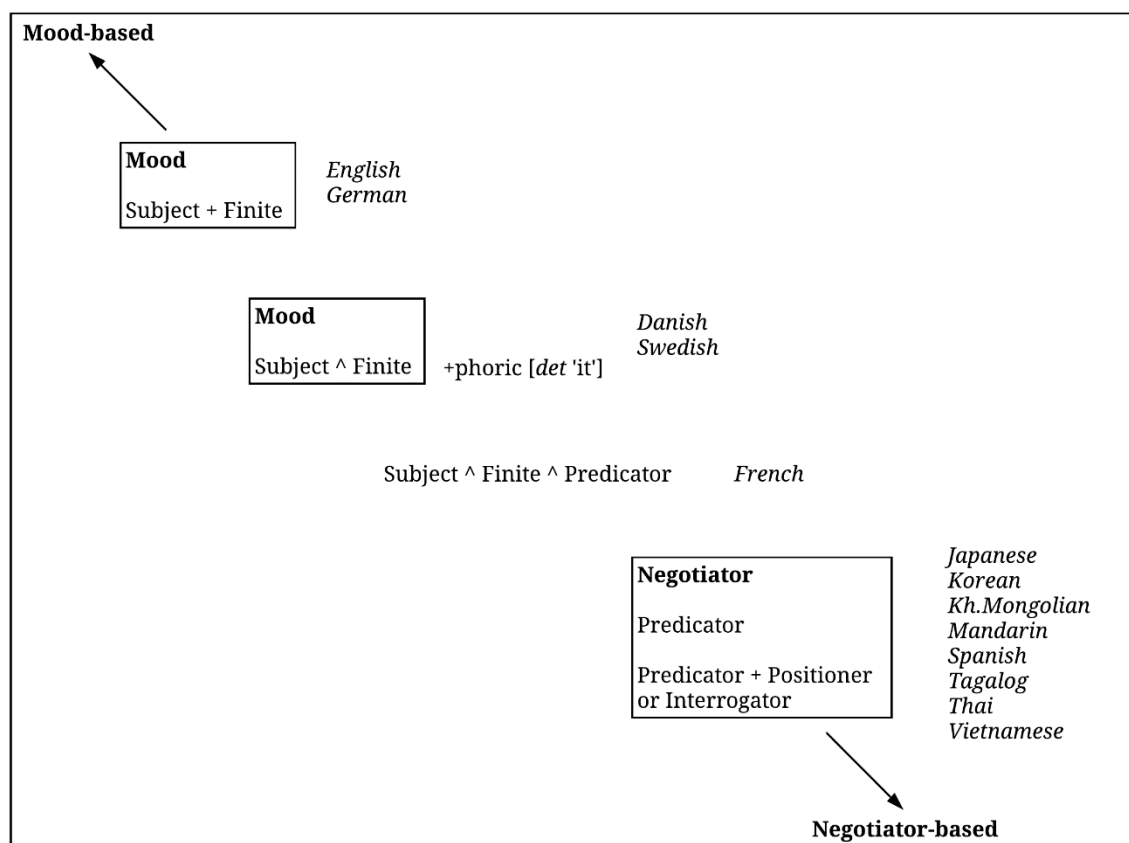 Mood-based
Mood
Subject + Finite
English
German
Mood
Subject ^ Finite
+phoric [det 'it']
Danish
Swedish
Subject ^ Finite ^ Predicator
French
Negotiator
Predicator
Predicator + Positioner
or Interrogator
Japanese
Korean
Kh.Mongolian
Mandarin
Spanish
Tagalog
Thai
Vietnamese
Negotiator-based